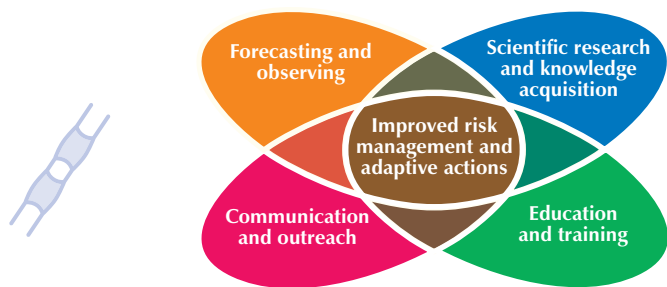 Forecasting and
observing
Scientific research
and knowledge
acquisition
Improved risk
management and
adaptive actions
Communication
and outreach
Education
and training